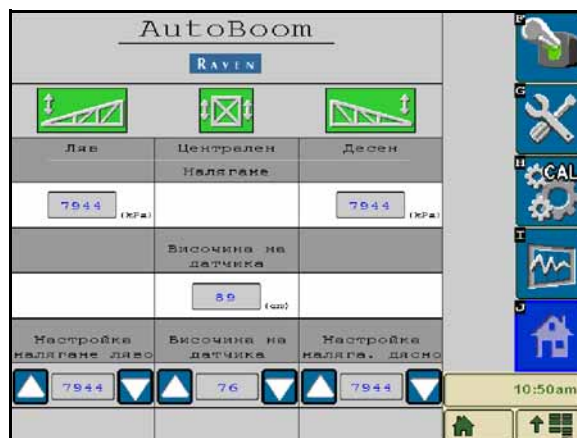 AutoBoom
RAVEN
Ляв Централен Десен
Налягане
7944 (kPa) 7944 (kPa)
Височина на
датчика
89 (cm)
Настройка Височина на Настройка
налягане ляво датчика наляга. дясно
7944 76 7944
F
G
H
CAL
I
J
10:50am